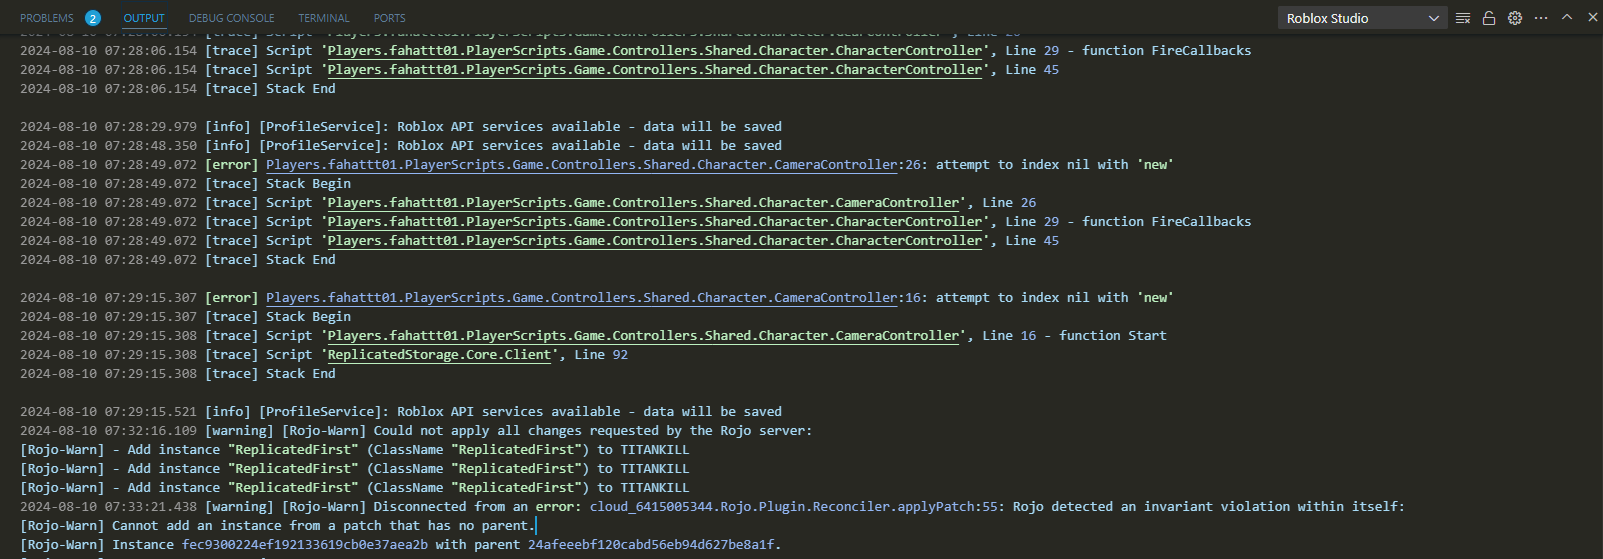 PROBLEMS 2 OUTPUT DEBUG CONSOLE TERMINAL PORTS Roblox Studio
2024-08-10 07:28:06.154 [trace] Script 'Players.fahattt01.PlayerScripts.Game.Controllers.Shared.Character.CharacterController', Line 29 - function FireCallbacks
2024-08-10 07:28:06.154 [trace] Script 'Players.fahattt01.PlayerScripts.Game.Controllers.Shared.Character.CharacterController', Line 45
2024-08-10 07:28:06.154 [trace] Stack End
2024-08-10 07:28:29.979 [info] [ProfileService]: Roblox API services available - data will be saved
2024-08-10 07:28:48.350 [info] [ProfileService]: Roblox API services available - data will be saved
2024-08-10 07:28:49.072 [error] Players.fahattt01.PlayerScripts.Game.Controllers.Shared.Character.CameraController:26: attempt to index nil with 'new'
2024-08-10 07:28:49.072 [trace] Stack Begin
2024-08-10 07:28:49.072 [trace] Script 'Players.fahattt01.PlayerScripts.Game.Controllers.Shared.Character.CameraController', Line 26
2024-08-10 07:28:49.072 [trace] Script 'Players.fahattt01.PlayerScripts.Game.Controllers.Shared.Character.CharacterController', Line 29 - function FireCallbacks
2024-08-10 07:28:49.072 [trace] Script 'Players.fahattt01.PlayerScripts.Game.Controllers.Shared.Character.CharacterController', Line 45
2024-08-10 07:28:49.072 [trace] Stack End
2024-08-10 07:29:15.307 [error] Players.fahattt01.PlayerScripts.Game.Controllers.Shared.Character.CameraController:16: attempt to index nil with 'new'
2024-08-10 07:29:15.307 [trace] Stack Begin
2024-08-10 07:29:15.308 [trace] Script 'Players.fahattt01.PlayerScripts.Game.Controllers.Shared.Character.CameraController', Line 16 - function Start
2024-08-10 07:29:15.308 [trace] Script 'ReplicatedStorage.Core.Client', Line 92
2024-08-10 07:29:15.308 [trace] Stack End
2024-08-10 07:29:15.521 [info] [ProfileService]: Roblox API services available - data will be saved
2024-08-10 07:32:16.109 [warning] [Rojo-Warn] Could not apply all changes requested by the Rojo server:
[Rojo-Warn] - Add instance "ReplicatedFirst" (ClassName "ReplicatedFirst") to TITANKILL
[Rojo-Warn] - Add instance "ReplicatedFirst" (ClassName "ReplicatedFirst") to TITANKILL
[Rojo-Warn] - Add instance "ReplicatedFirst" (ClassName "ReplicatedFirst") to TITANKILL
2024-08-10 07:33:21.438 [warning] [Rojo-Warn] Disconnected from an error: cloud_6415005344.Rojo.Plugin.Reconciler.applyPatch:55: Rojo detected an invariant violation within itself:
[Rojo-Warn] Cannot add an instance from a patch that has no parent.
[Rojo-Warn] Instance fec9300224ef192133619cb0e37aea2b with parent 24afeeebf120cabd56eb94d627be8a1f.